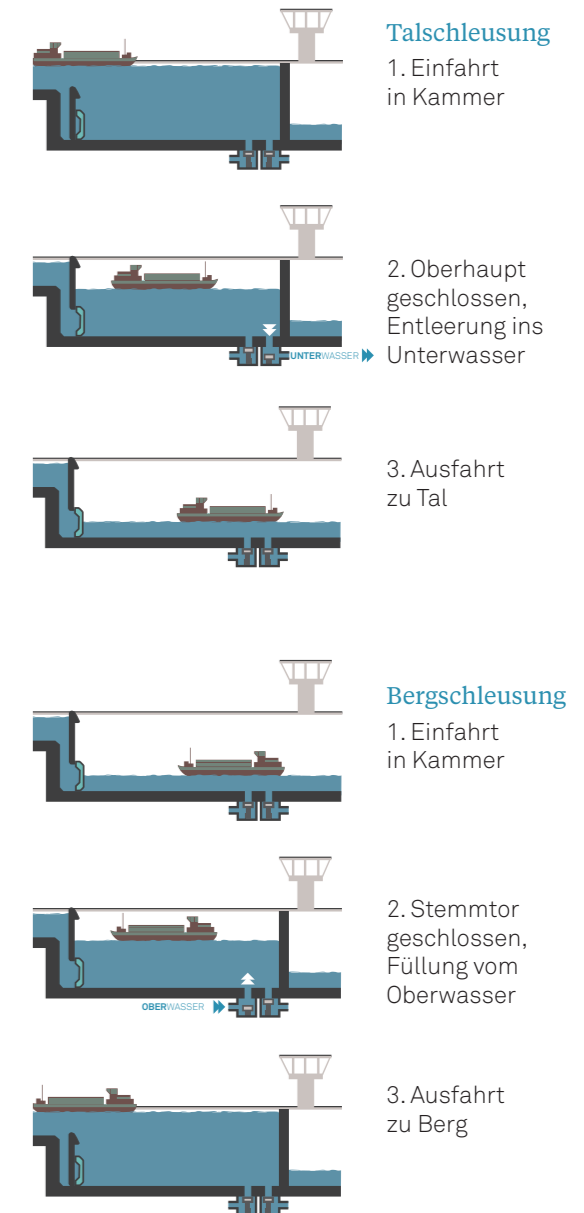 Talschleusung
1. Einfahrt
in Kammer
2. Oberhaupt
geschlossen,
Entleerung ins
Unterwasser
UNTERWASSER
3. Ausfahrt
zu Tal
Bergschleusung
1. Einfahrt
in Kammer
2. Stemmtor
geschlossen,
Füllung vom
Oberwasser
OBERWASSER
3. Ausfahrt
zu Berg